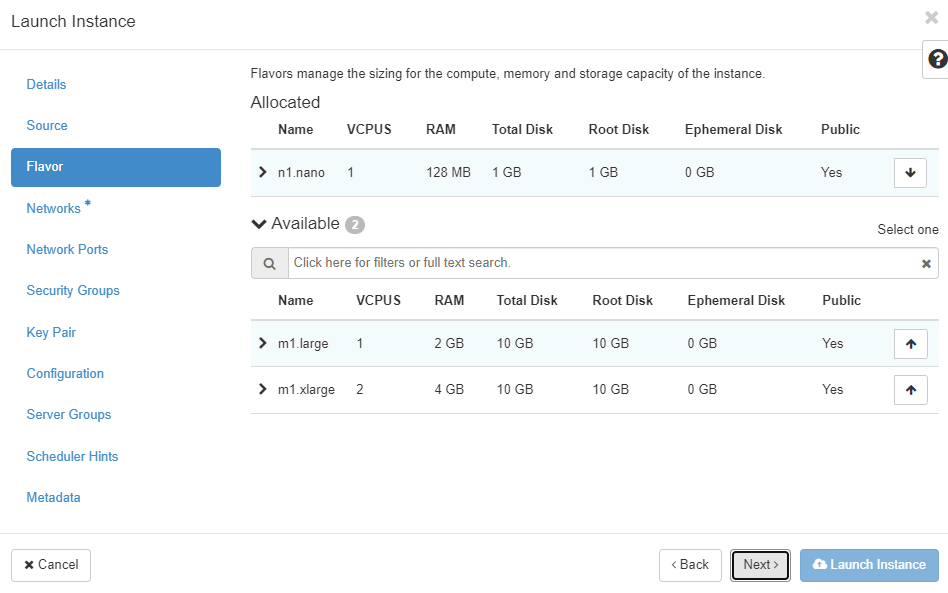 Launch Instance
Details
Source
Flavor
Networks *
Network Ports
Security Groups
Key Pair
Configuration
Server Groups
Scheduler Hints
Metadata
Flavors manage the sizing for the compute, memory and storage capacity of the instance.
Allocated
Name VCPUS RAM Total Disk Root Disk Ephemeral Disk Public
n1.nano 1 128 MB 1 GB 1 GB 0 GB Yes
Available 2
Select one
Click here for filters or full text search.
Name VCPUS RAM Total Disk Root Disk Ephemeral Disk Public
m1.large 1 2 GB 10 GB 10 GB 0 GB Yes
m1.xlarge 2 4 GB 10 GB 10 GB 0 GB Yes
Cancel
< Back
Next >
Launch Instance